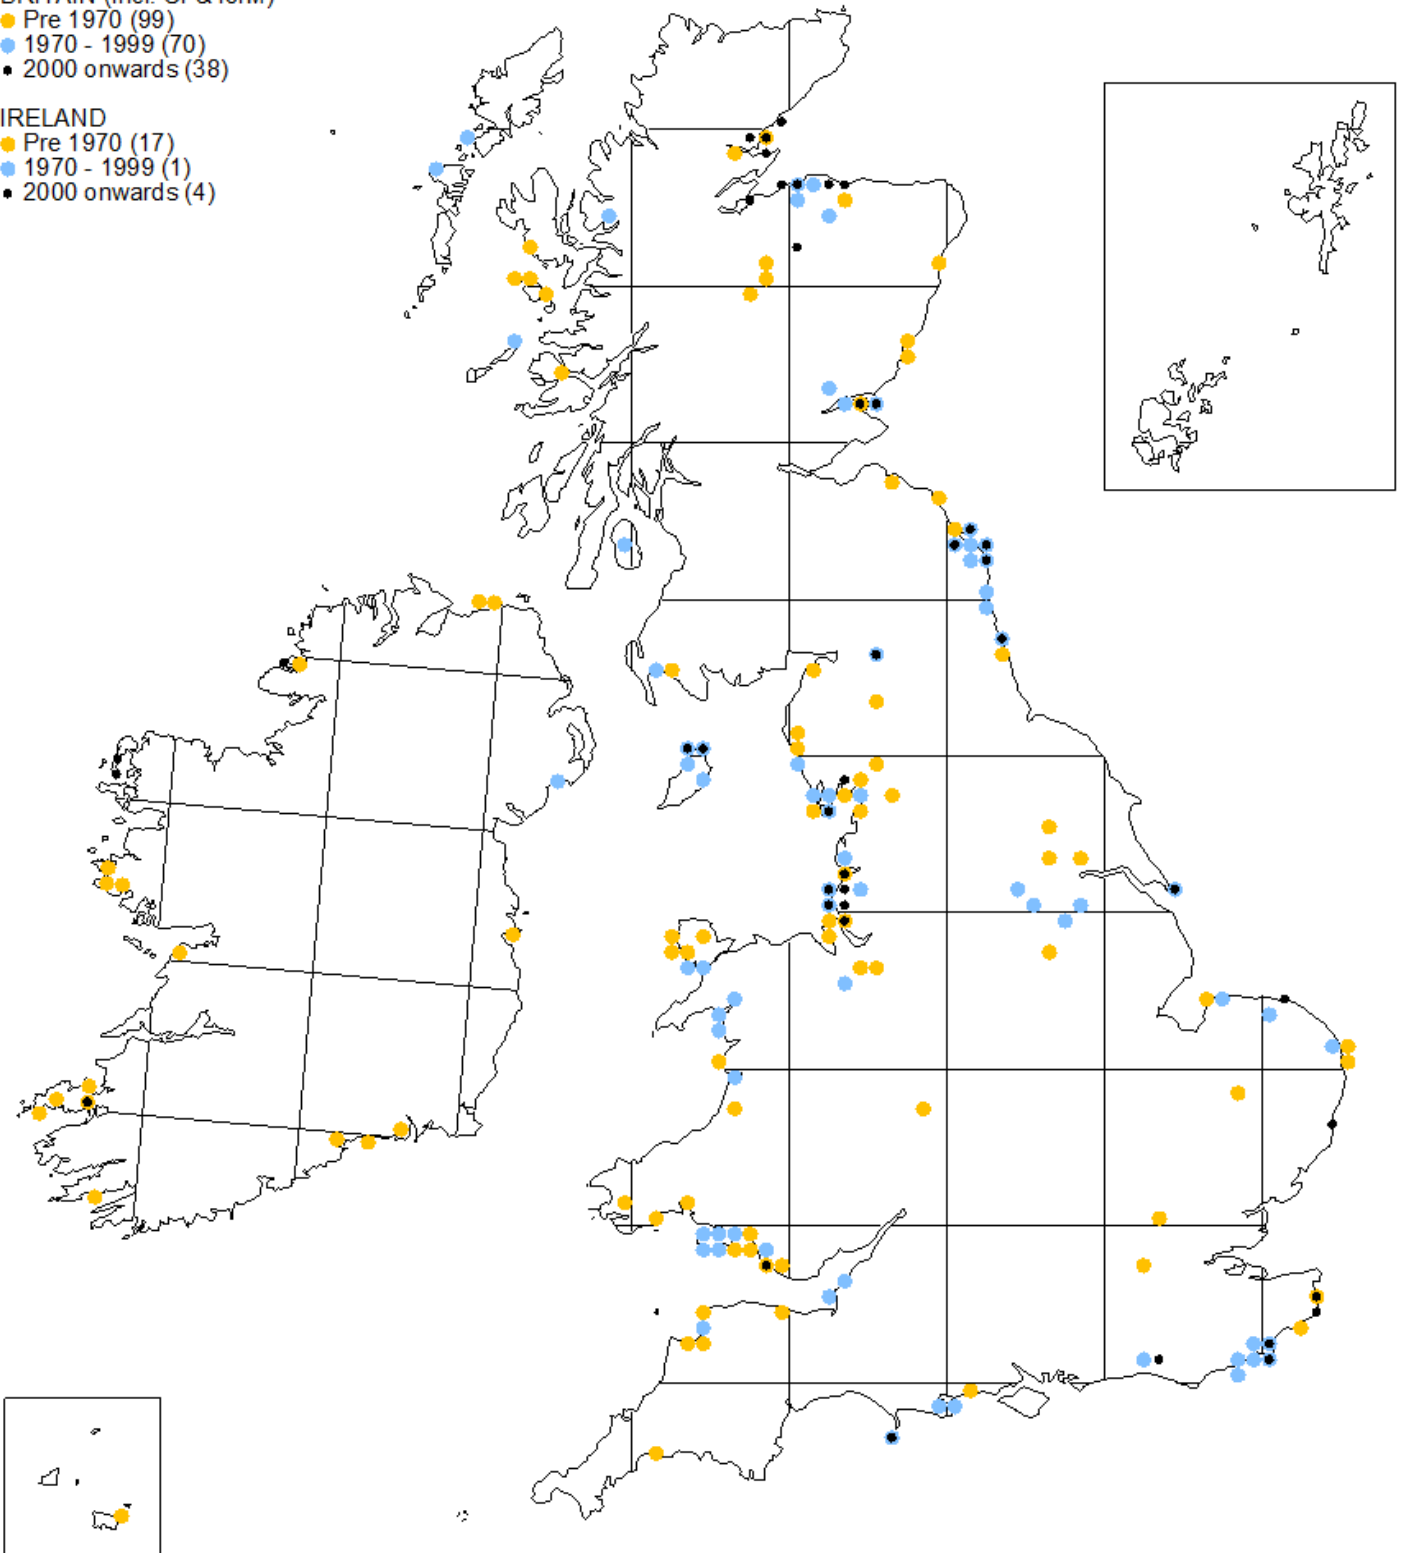 Pre 1970 (99)
1970 - 1999 (70)
2000 onwards (38)
IRELAND
Pre 1970 (17)
1970 - 1999 (1)
2000 onwards (4)